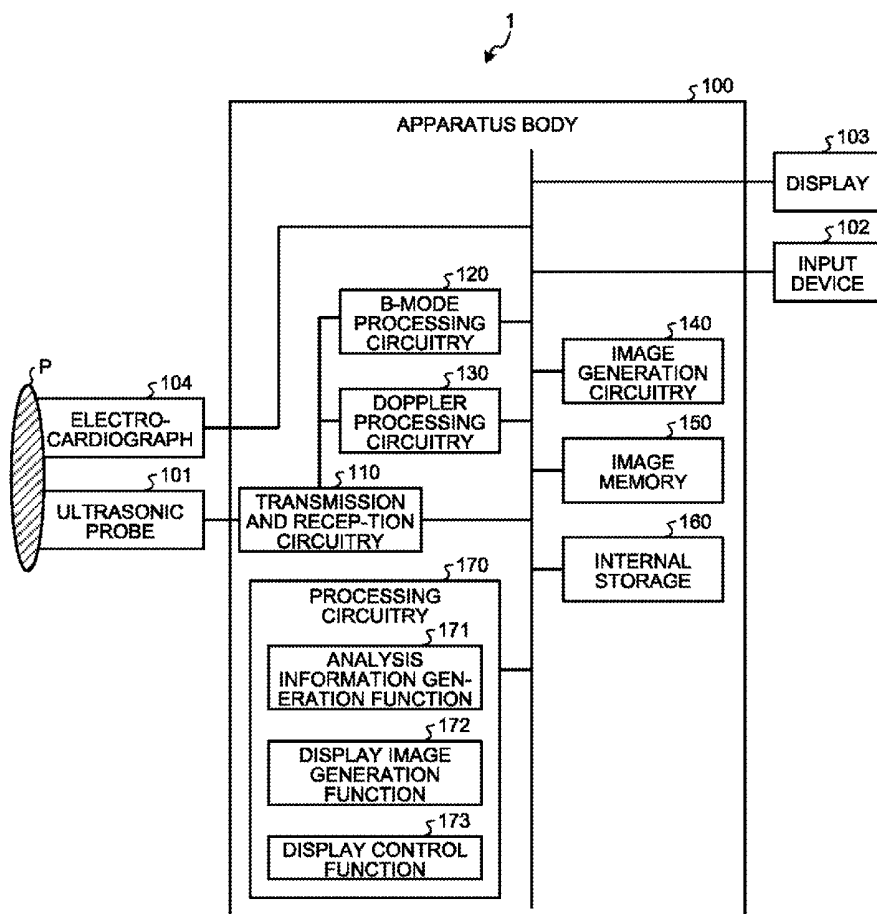 1
100
APPARATUS BODY
103
DISPLAY
102
INPUT
DEVICE
120
B-MODE
PROCESSING
CIRCUITRY
140
IMAGE
GENERATION
CIRCUITRY
P
104
ELECTRO-
CARDIOGRAPH
130
DOPPLER
PROCESSING
CIRCUITRY
150
IMAGE
MEMORY
101
ULTRASONIC
PROBE
110
TRANSMISSION
AND RECEP-TION
CIRCUITRY
160
INTERNAL
STORAGE
170
PROCESSING
CIRCUITRY
171
ANALYSIS
INFORMATION GEN-
ERATION FUNCTION
172
DISPLAY IMAGE
GENERATION
FUNCTION
173
DISPLAY CONTROL
FUNCTION